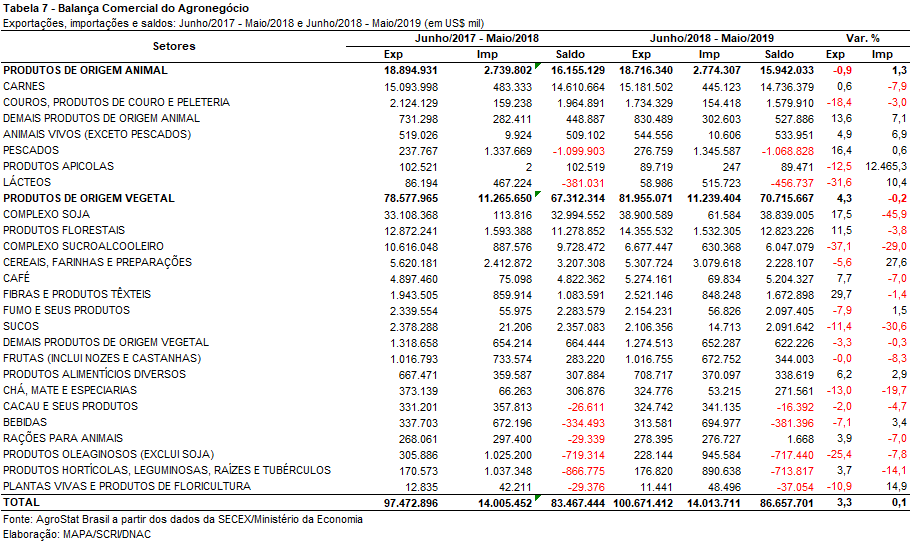 Tabela 7 - Balança Comercial do Agronegócio
Exportações, importações e saldos: Junho/2017 - Maio/2018 e Junho/2018 - Maio/2019 (em US$ mil)
Setores Junho/2017 - Maio/2018 Junho/2018 - Maio/2019 Var. %
Exp Imp Saldo Exp Imp Saldo Exp Imp
PRODUTOS DE ORIGEM ANIMAL 18.894.931 2.739.802 16.155.129 18.716.340 2.774.307 15.942.033 -0,9 1,3
CARNES 15.093.998 483.333 14.610.664 15.181.502 445.123 14.736.379 0,6 -7,9
COUROS, PRODUTOS DE COURO E PELETERIA 2.124.129 159.238 1.964.891 1.734.329 154.418 1.579.910 -18,4 -3,0
DEMAIS PRODUTOS DE ORIGEM ANIMAL 731.298 282.411 448.887 830.489 302.603 527.886 13,6 7,1
ANIMAIS VIVOS (EXCETO PESCADOS) 519.026 9.924 509.102 544.556 10.606 533.951 4,9 6,9
PESCADOS 237.767 1.337.669 -1.099.903 276.759 1.345.587 -1.068.828 16,4 0,6
PRODUTOS APICOLAS 102.521 2 102.519 89.719 247 89.471 -12,5 12.465,3
LÁCTEOS 86.194 467.224 -381.031 58.986 515.723 -456.737 -31,6 10,4
PRODUTOS DE ORIGEM VEGETAL 78.577.965 11.265.650 67.312.314 81.955.071 11.239.404 70.715.667 4,3 -0,2
COMPLEXO SOJA 33.108.368 113.816 32.994.552 38.900.589 61.584 38.839.005 17,5 -45,9
PRODUTOS FLORESTAIS 12.872.241 1.593.388 11.278.852 14.355.532 1.532.305 12.823.226 11,5 -3,8
COMPLEXO SUCROALCOOLEIRO 10.616.048 887.576 9.728.472 6.677.447 630.368 6.047.079 -37,1 -29,0
CEREAIS, FARINHAS E PREPARAÇÕES 5.620.181 2.412.872 3.207.308 5.307.724 3.079.618 2.228.107 -5,6 27,6
CAFÉ 4.897.460 75.098 4.822.362 5.274.161 69.834 5.204.327 7,7 -7,0
FIBRAS E PRODUTOS TÊXTEIS 1.943.505 859.914 1.083.591 2.521.146 848.248 1.672.898 29,7 -1,4
FUMO E SEUS PRODUTOS 2.339.554 55.975 2.283.579 2.154.231 56.826 2.097.405 -7,9 1,5
SUCOS 2.378.288 21.206 2.357.083 2.106.356 14.713 2.091.642 -11,4 -30,6
DEMAIS PRODUTOS DE ORIGEM VEGETAL 1.318.658 654.214 664.444 1.274.513 652.287 622.226 -3,3 -0,3
FRUTAS (INCLUI NOZES E CASTANHAS) 1.016.793 733.574 283.220 1.016.755 672.752 344.003 -0,0 -8,3
PRODUTOS ALIMENTÍCIOS DIVERSOS 667.471 359.587 307.884 708.717 370.097 338.619 6,2 2,9
CHÁ, MATE E ESPECIARIAS 373.139 66.263 306.876 324.776 53.215 271.561 -13,0 -19,7
CACAU E SEUS PRODUTOS 331.201 357.813 -26.611 324.742 341.135 -16.392 -2,0 -4,7
BEBIDAS 337.703 672.196 -334.493 313.581 694.977 -381.396 -7,1 3,4
RAÇÕES PARA ANIMAIS 268.061 297.400 -29.339 278.395 276.727 1.668 3,9 -7,0
PRODUTOS OLEAGINOSOS (EXCLUI SOJA) 305.886 1.025.200 -719.314 228.144 945.584 -717.440 -25,4 -7,8
PRODUTOS HORTÍCOLAS, LEGUMINOSAS, RAÍZES E TUBÉRCULOS 170.573 1.037.348 -866.775 176.820 890.638 -713.817 3,7 -14,1
PLANTAS VIVAS E PRODUTOS DE FLORICULTURA 12.835 42.211 -29.376 11.441 48.496 -37.054 -10,9 14,9
TOTAL 97.472.896 14.005.452 83.467.444 100.671.412 14.013.711 86.657.701 3,3 0,1
Fonte: AgroStat Brasil a partir dos dados da SECEX/Ministério da Economia
Elaboração: MAPA/SCRI/DNAC